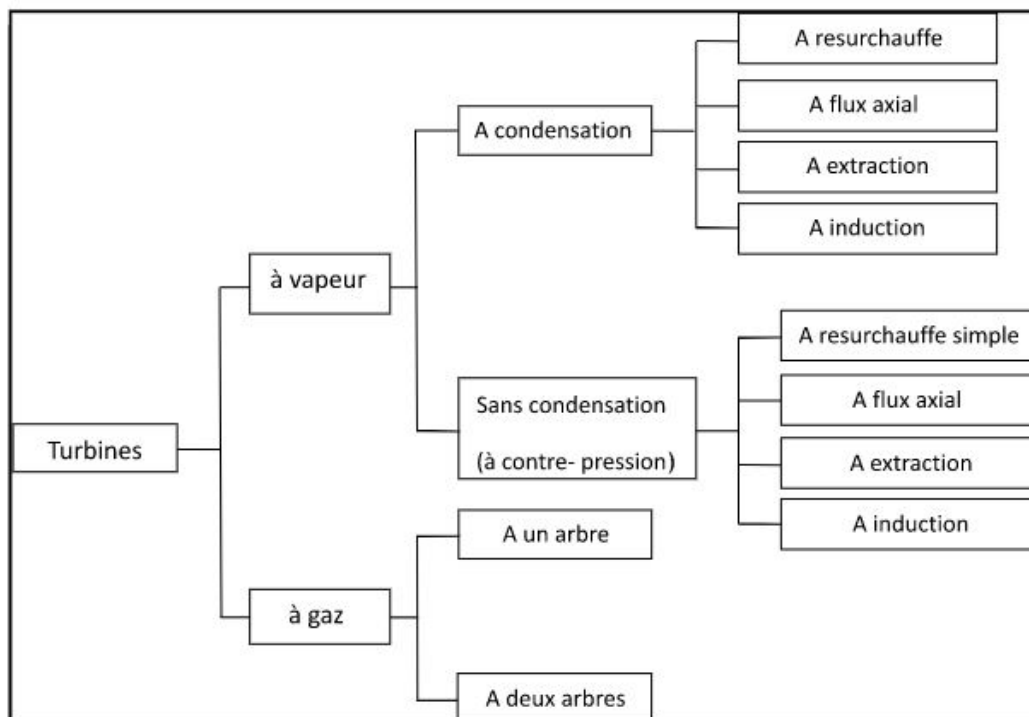 A resurchauffe
A flux axial
A condensation
A extraction
A induction
à vapeur
A resurchauffe simple
A flux axial
Sans condensation
(à contre- pression)
A extraction
A induction
Turbines
A un arbre
à gaz
A deux arbres